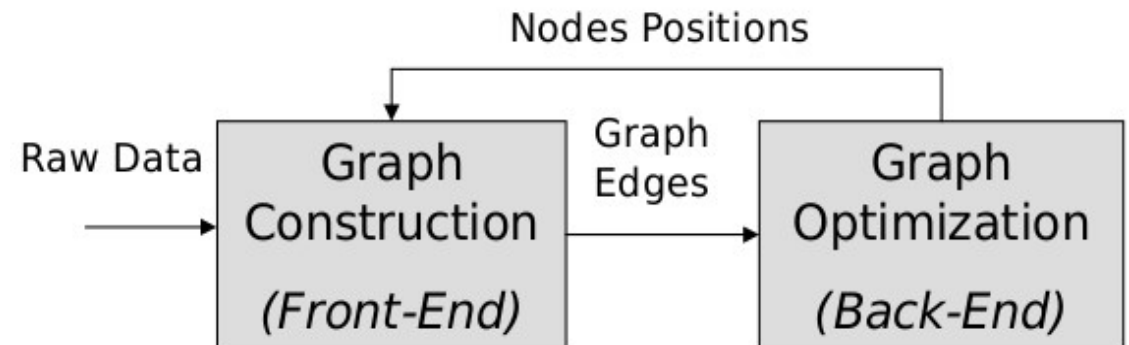 Nodes Positions
Raw Data
Graph
Construction
(Front-End)
Graph
Edges
Graph
Optimization
(Back-End)